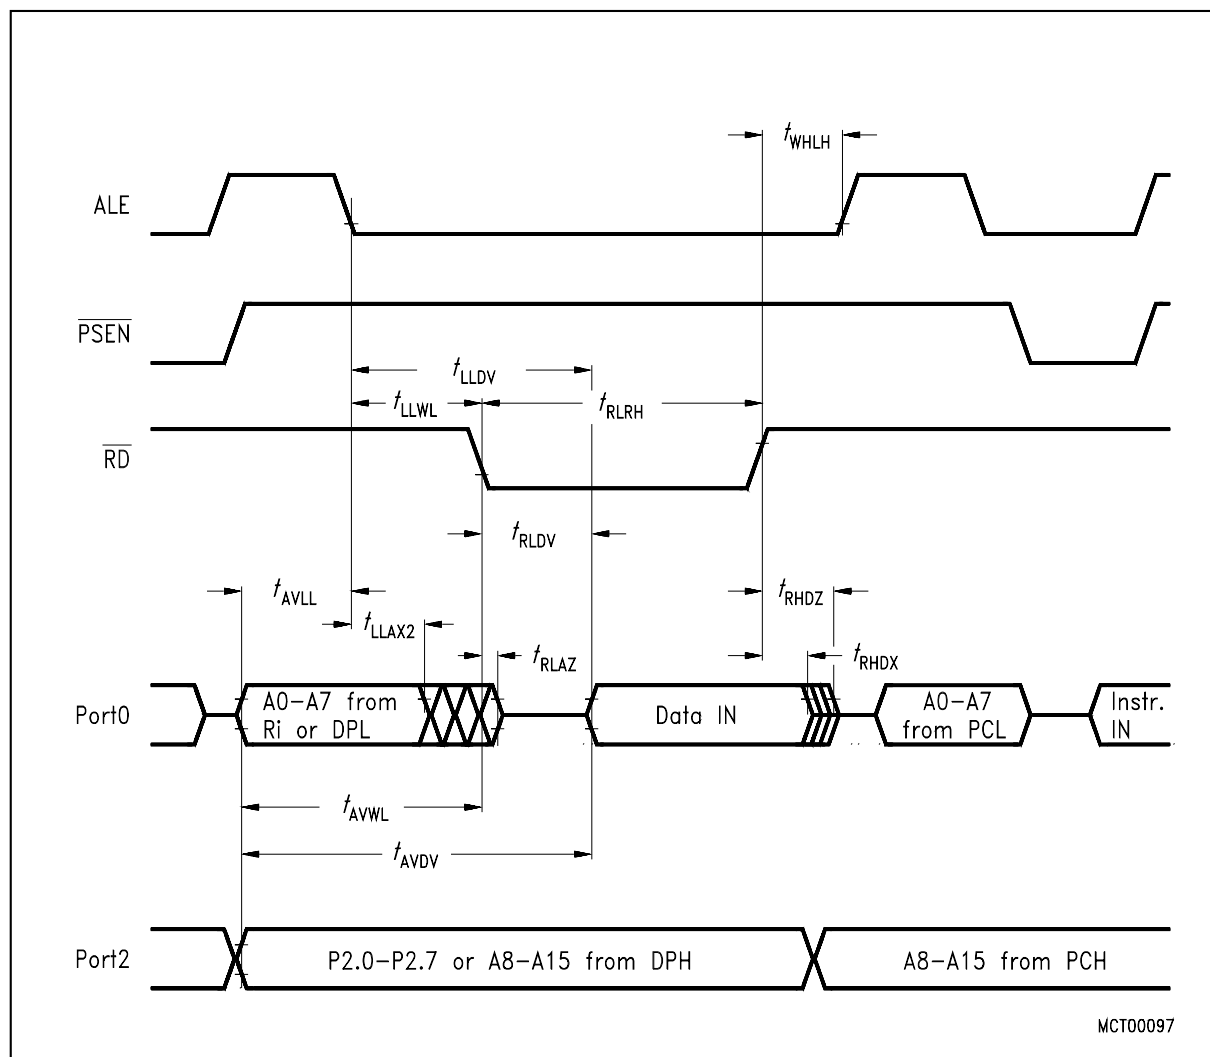 tWHLH
ALE
PSEN
tLLDV
tLLWL
tRLRH
RD
tRLDV
tAVLL
tRHDZ
tLLAX2
tRLAZ
tRHDX
Port0
A0–A7 from
Ri or DPL
Data IN
A0–A7
from PCL
Instr.
IN
tAVWL
tAVDV
Port2
P2.0–P2.7 or A8–A15 from DPH
A8–A15 from PCH
MCT00097